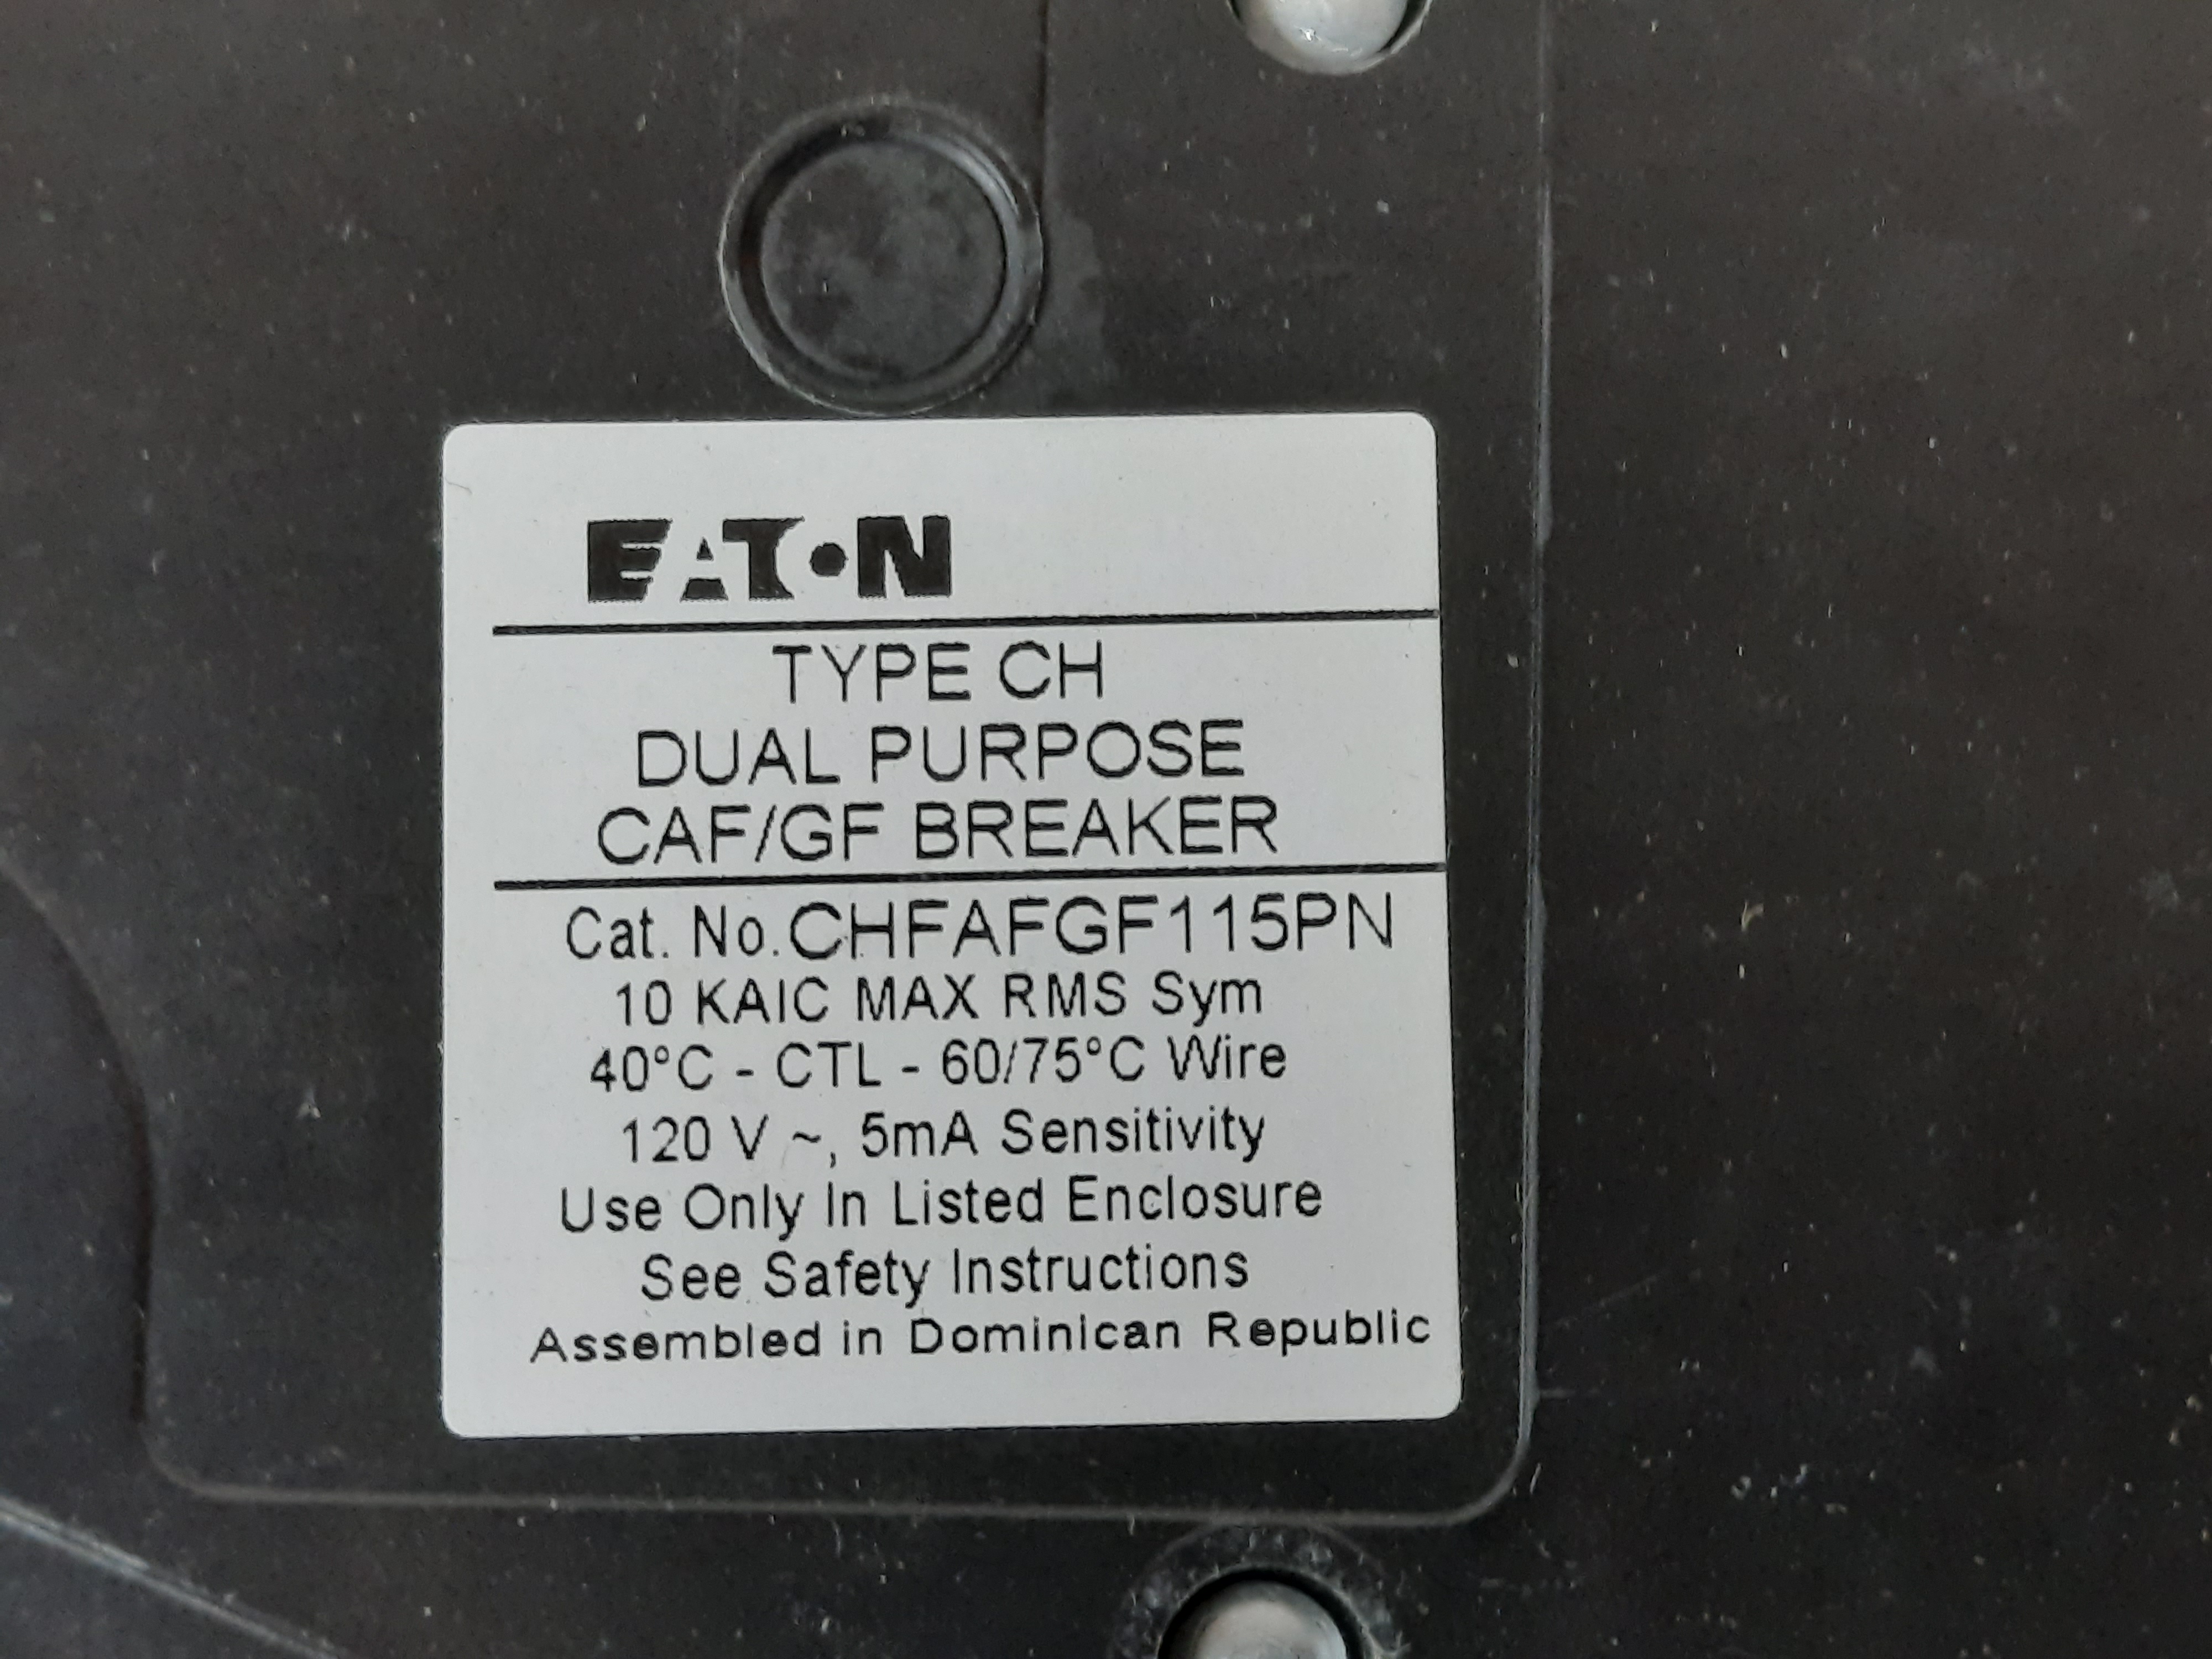 EATON
TYPE CH
DUAL PURPOSE
CAF/GF BREAKER
Cat. No. CHFAFGF115PN
10 KAIC MAX RMS Sym
40°C - CTL - 60/75°C Wire
120 V ~, 5mA Sensitivity
Use Only In Listed Enclosure
See Safety Instructions
Assembled in Dominican Republic